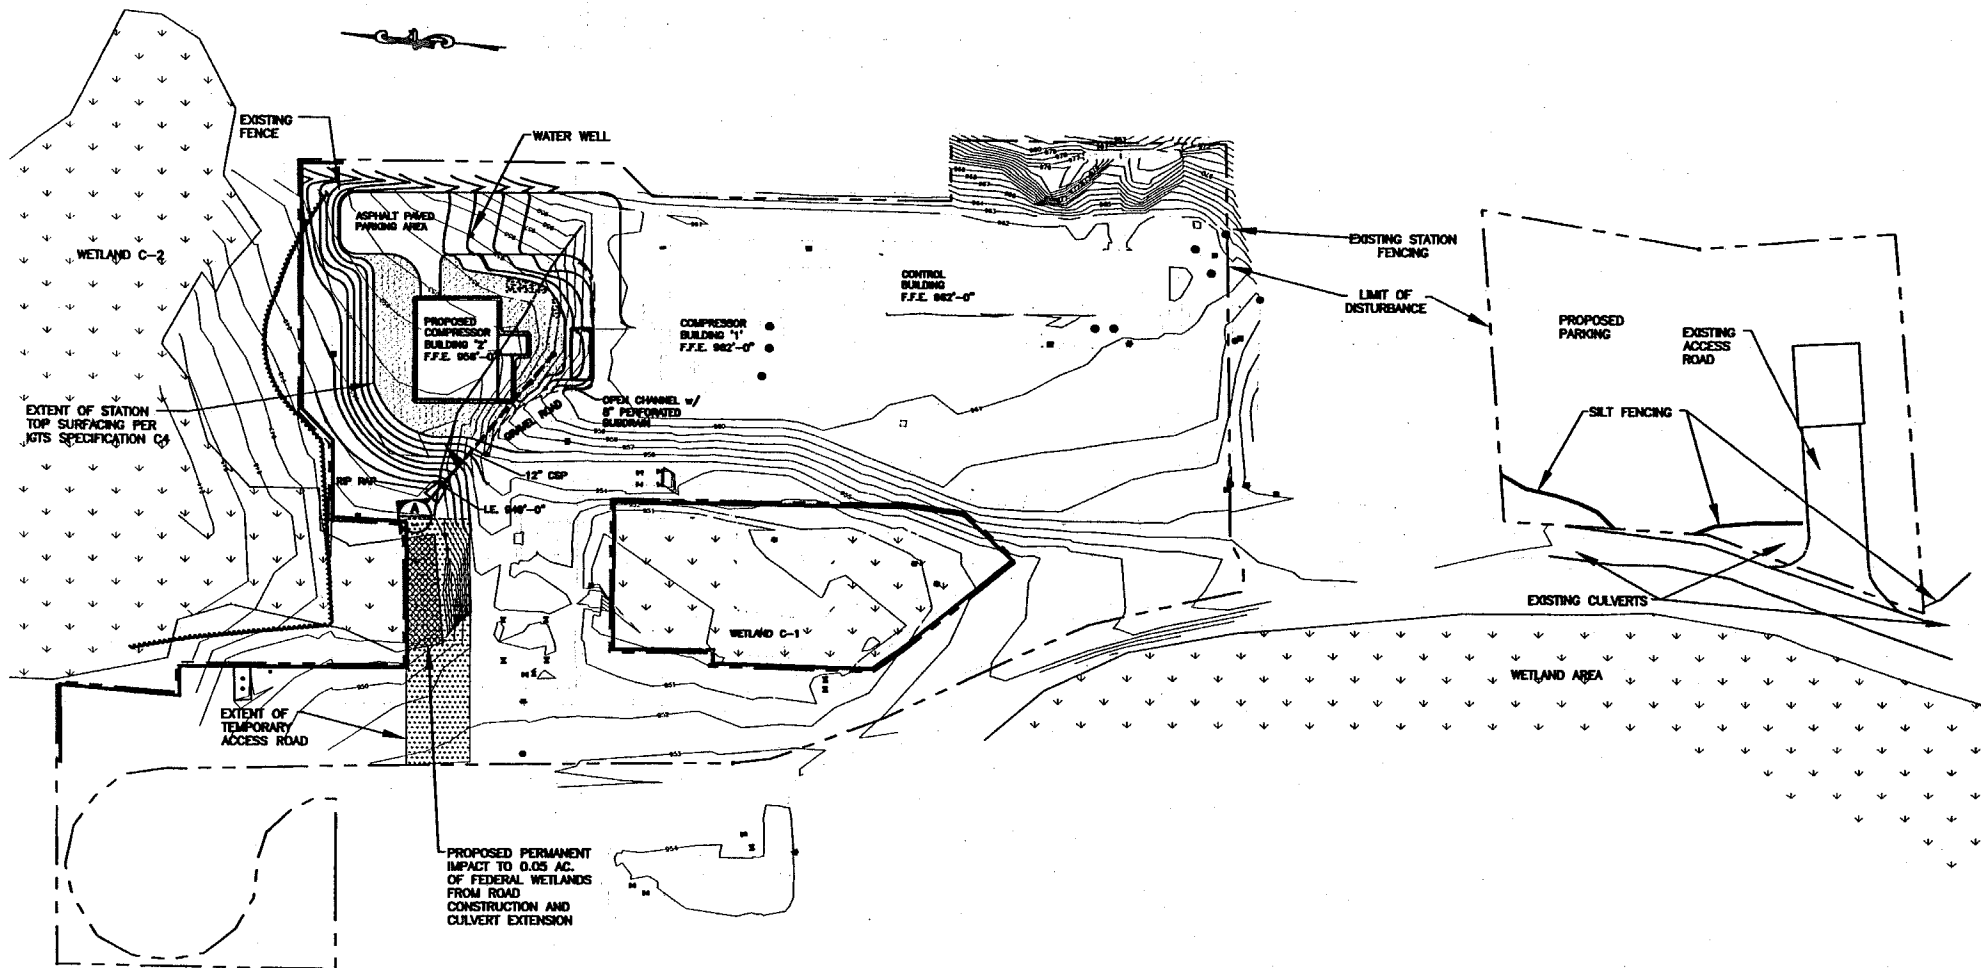 EXISTING
FENCE
WATER WELL
ASPHALT PAVED
PARKING AREA
WETLAND C-2
EXISTING STATION
FENCING
CONTROL
BUILDING
F.F.E. 962'-0"
LIMIT OF
DISTURBANCE
PROPOSED
PARKING
EXISTING
ACCESS
ROAD
PROPOSED
COMPRESSOR
BUILDING '2'
F.F.E. 958'-0"
COMPRESSOR
BUILDING '1'
F.F.E. 962'-0"
EXTENT OF STATION
TOP SURFACING PER
IGTS SPECIFICATION C4
OPEN CHANNEL w/
8" PERFORATED
SUBDRAIN
GRAVEL ROAD
SILT FENCING
RIP RAP
12" CSP
A
I.E. 949'-0"
EXISTING CULVERTS
WETLAND C-1
WETLAND AREA
EXTENT OF
TEMPORARY
ACCESS ROAD
PROPOSED PERMANENT
IMPACT TO 0.05 AC.
OF FEDERAL WETLANDS
FROM ROAD
CONSTRUCTION AND
CULVERT EXTENSION